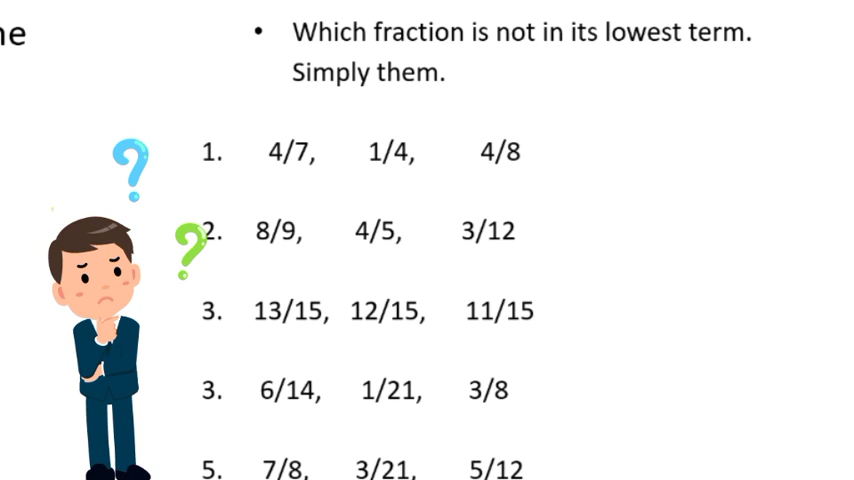 • Which fraction is not in its lowest term.
Simply them.
1. 4/7, 1/4, 4/8
2. 8/9, 4/5, 3/12
3. 13/15, 12/15, 11/15
3. 6/14, 1/21, 3/8
5. 7/8, 3/21, 5/12